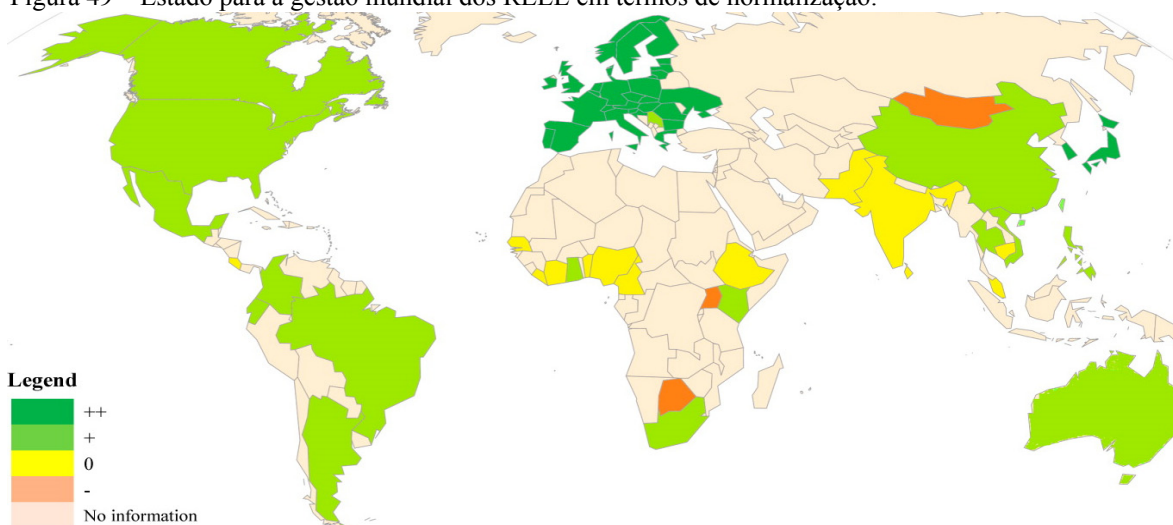 Figura 49 – Estado para a gestão mundial dos REEE em termos de normalização.
Legend
++
+
0
-
No information